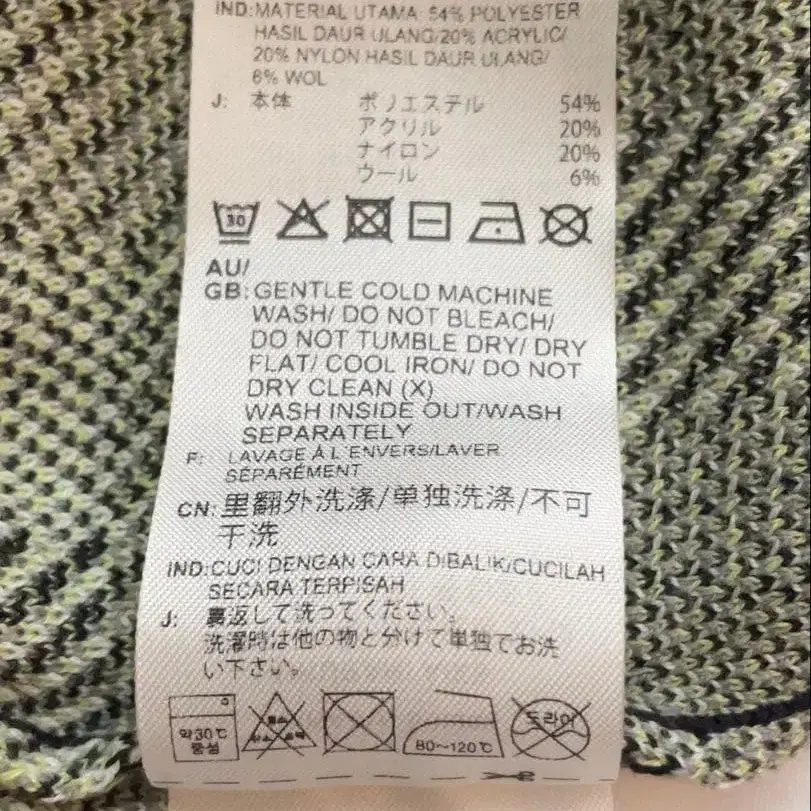 IND:MATERIAL UTAMA: 54% POLYESTER
HASIL DAUR ULANG/20% ACRYLIC/
20% NYLON HASIL DAUR ULANG/
6% WOL
J: 本体 ポリエステル 54%
アクリル 20%
ナイロン 20%
ウール 6%
30
AU/
GB: GENTLE COLD MACHINE
WASH/ DO NOT BLEACH/
DO NOT TUMBLE DRY/ DRY
FLAT/ COOL IRON/ DO NOT
DRY CLEAN (X)
WASH INSIDE OUT/WASH
SEPARATELY
F: LAVAGE À L'ENVERS/LAVER
SÉPARÉMENT
CN: 里翻外洗涤/单独洗涤/不可
干洗
IND:CUCI DENGAN CARA DIBALIK/CUCILAH
SECARA TERPISAH
J: 裏返して洗ってください。
洗濯時は他の物と分けて単独でお洗
い下さい。
약30℃
중성
염소
산소 표백
80~120℃
드라이